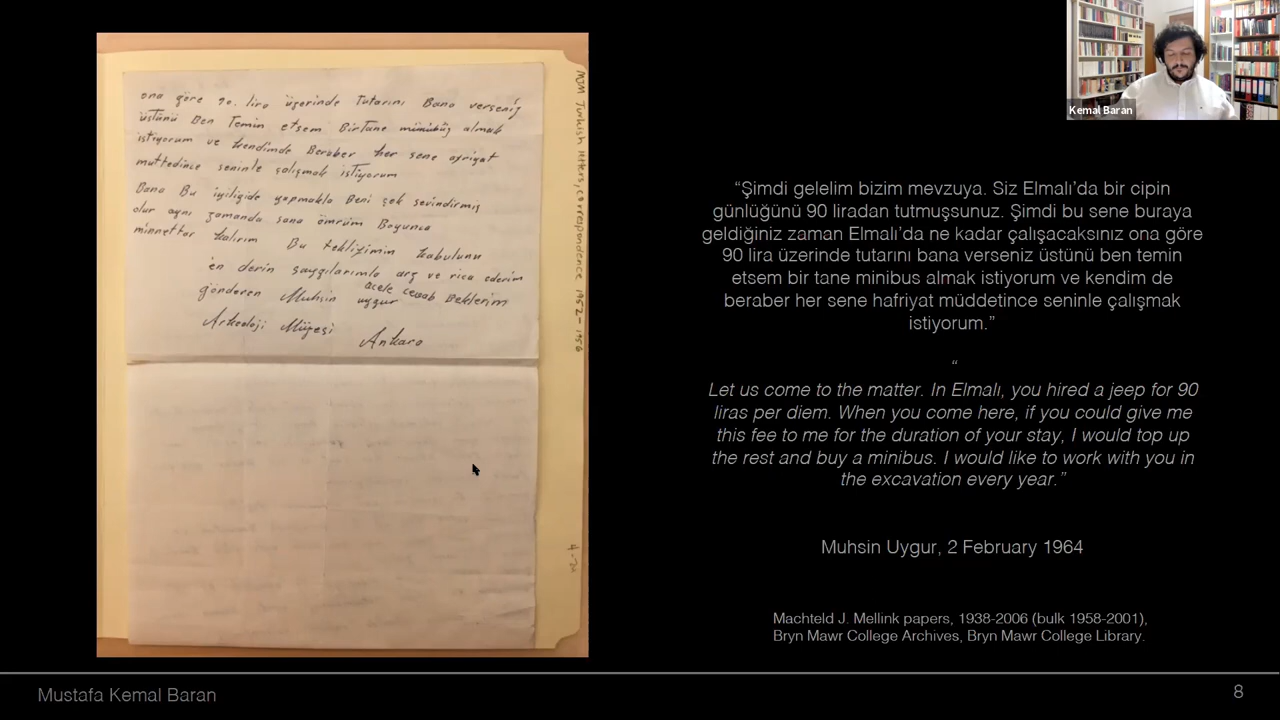 ona göre 90. lira üzerinde Tutarını Bana verseniz
üstünü Ben Temin etsem BirTane münübüs almak
istiyorum ve kendimde Beraber her sene ayriyat
muttedince seninle çalışmak istiyorum
Bana Bu iyiligide yapmakla Beni çok sevindirmiş
olur aynı zamanda sana ömrüm Boyunca
minnettar kalırım Bu teklifimin kabulunu
en derin saygılarımla arz ve rica ederim
acele cevab Beklerim
gönderen Muhsin uygur
Arkeoloji Müzesi
Ankara
MJM Turkish correspondence 1952-1956
Kemal Baran
“Şimdi gelelim bizim mevzuya. Siz Elmalı’da bir cipin
günlüğünü 90 liradan tutmuşsunuz. Şimdi bu sene buraya
geldiğiniz zaman Elmalı’da ne kadar çalışacaksınız ona göre
90 lira üzerinde tutarını bana verseniz üstünü ben temin
etsem bir tane minibus almak istiyorum ve kendim de
beraber her sene hafriyat müddetince seninle çalışmak
istiyorum.”
“
Let us come to the matter. In Elmalı, you hired a jeep for 90
liras per diem. When you come here, if you could give me
this fee to me for the duration of your stay, I would top up
the rest and buy a minibus. I would like to work with you in
the excavation every year.”
Muhsin Uygur, 2 February 1964
Machteld J. Mellink papers, 1938-2006 (bulk 1958-2001),
Bryn Mawr College Archives, Bryn Mawr College Library.
Mustafa Kemal Baran
8